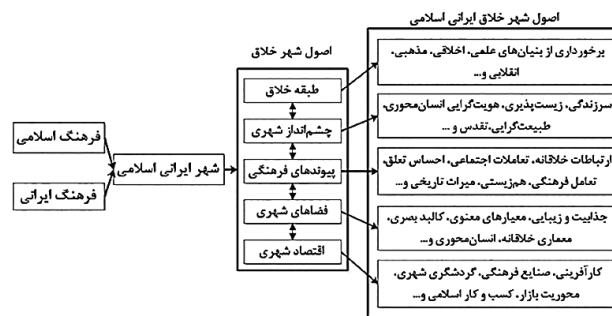 اصول شهر خلاق ایرانی اسلامی
اصول شهر خلاق
برخورداری از بنیان‌های علمی، اخلاقی، مذهبی،
انقلابی و...
طبقه خلاق
سرزندگی، زیست‌پذیری، هویت‌گرایی انسان‌محوری،
طبیعت‌گرایی، تقدس و ...
چشم‌انداز شهری
فرهنگ اسلامی
شهر ایرانی اسلامی
پیوندهای فرهنگی
ارتباطات خلاقانه، تعاملات اجتماعی، احساس تعلق،
تعامل فرهنگی، هم‌زیستی، میراث تاریخی و...
فرهنگ ایرانی
فضاهای شهری
جذابیت و زیبایی، معیارهای معنوی، کالبد بصری،
معماری خلاقانه، انسان‌محوری و...
اقتصاد شهری
کارآفرینی، صنایع فرهنگی، گردشگری شهری،
محوریت بازار، کسب و کار اسلامی و...